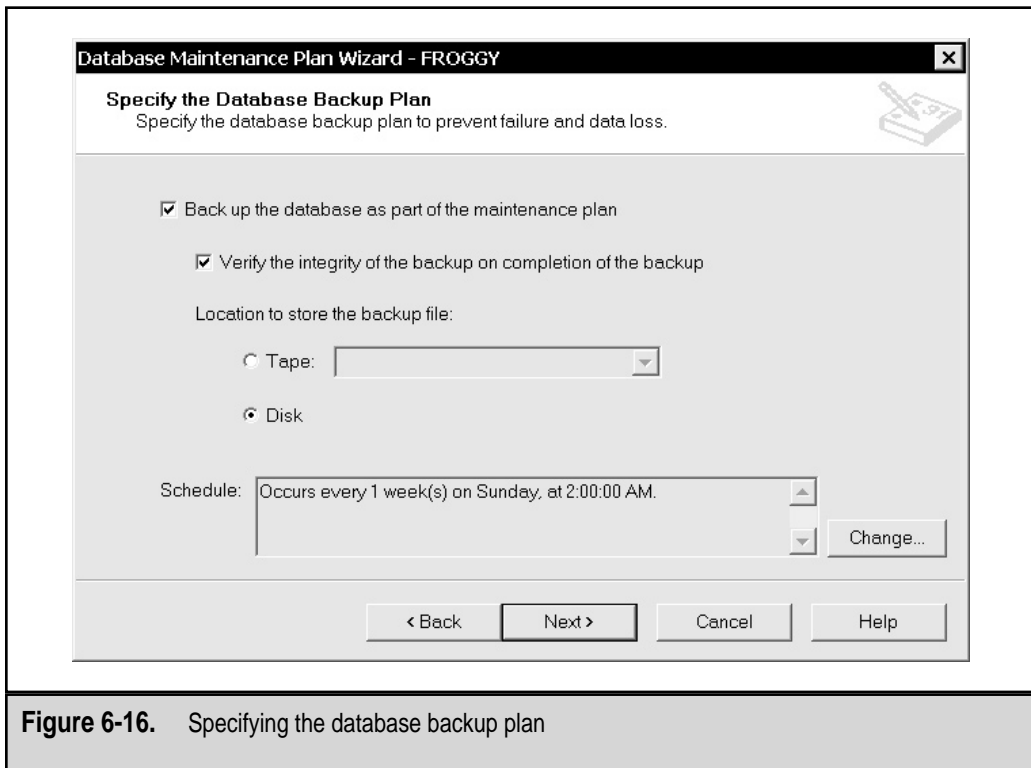 Database Maintenance Plan Wizard - FROGGY
Specify the Database Backup Plan
Specify the database backup plan to prevent failure and data loss.
Back up the database as part of the maintenance plan
Verify the integrity of the backup on completion of the backup
Location to store the backup file:
Tape:
Disk
Schedule: Occurs every 1 week(s) on Sunday, at 2:00:00 AM.
Change...
< Back Next > Cancel Help
Figure 6-16. Specifying the database backup plan